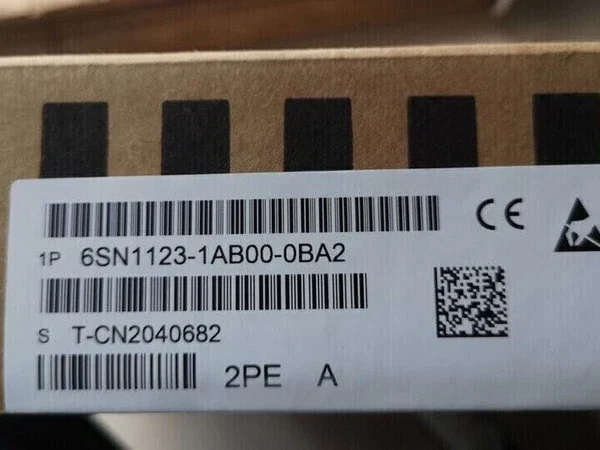 CE
1P 6SN1123-1AB00-0BA2
S T-CN2040682
2PE A